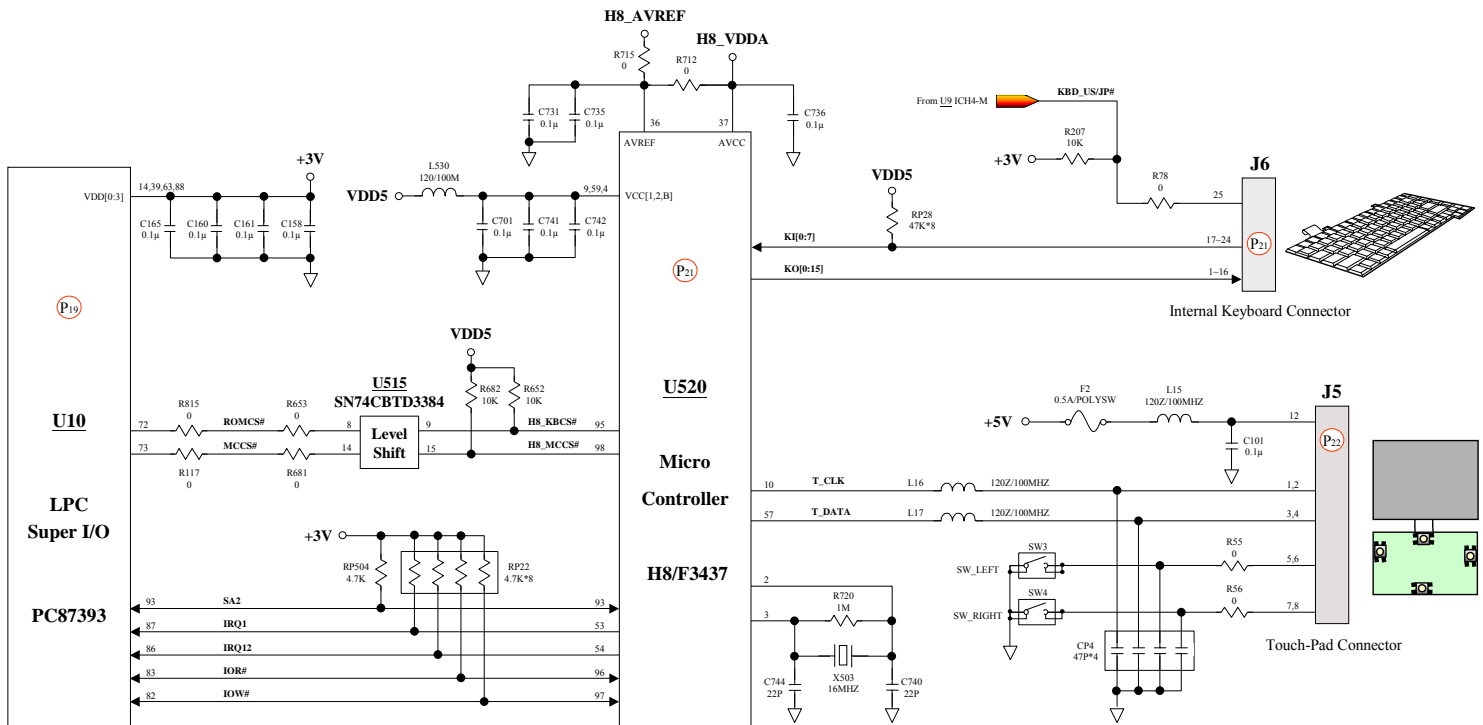 H8_AVREF
R715
0
R712
0
H8_VDDA
C731
0.1µ
C735
0.1µ
C736
0.1µ
36
37
AVREF
AVCC
From U9 ICH4-M
KBD_US/JP#
R207
10K
+3V
R78
0
J6
25
P21
17~24
1~16
Internal Keyboard Connector
+3V
14,39,63,88
VDD[0:3]
C165
0.1µ
C160
0.1µ
C161
0.1µ
C158
0.1µ
L530
120/100M
VDD5
9,59,4
VCC[1,2,B]
C701
0.1µ
C741
0.1µ
C742
0.1µ
VDD5
RP28
47K*8
KI[0:7]
KO[0:15]
P19
P21
U10
LPC
Super I/O
PC87393
U520
Micro
Controller
H8/F3437
VDD5
R682
10K
R652
10K
U515
SN74CBTD3384
Level
Shift
R815
0
R653
0
72
ROMCS#
8
9
H8_KBCS#
95
73
MCCS#
14
15
H8_MCCS#
98
R117
0
R681
0
+3V
RP504
4.7K
RP22
4.7K*8
93
SA2
93
87
IRQ1
53
86
IRQ12
54
83
IOR#
96
82
IOW#
97
F2
0.5A/POLYSW
L15
120Z/100MHZ
+5V
C101
0.1µ
12
J5
P22
10
T_CLK
L16
120Z/100MHZ
1,2
57
T_DATA
L17
120Z/100MHZ
3,4
SW3
SW_LEFT
R55
0
5,6
SW4
SW_RIGHT
R56
0
7,8
CP4
47P*4
Touch-Pad Connector
2
3
R720
1M
X503
16MHZ
C744
22P
C740
22P